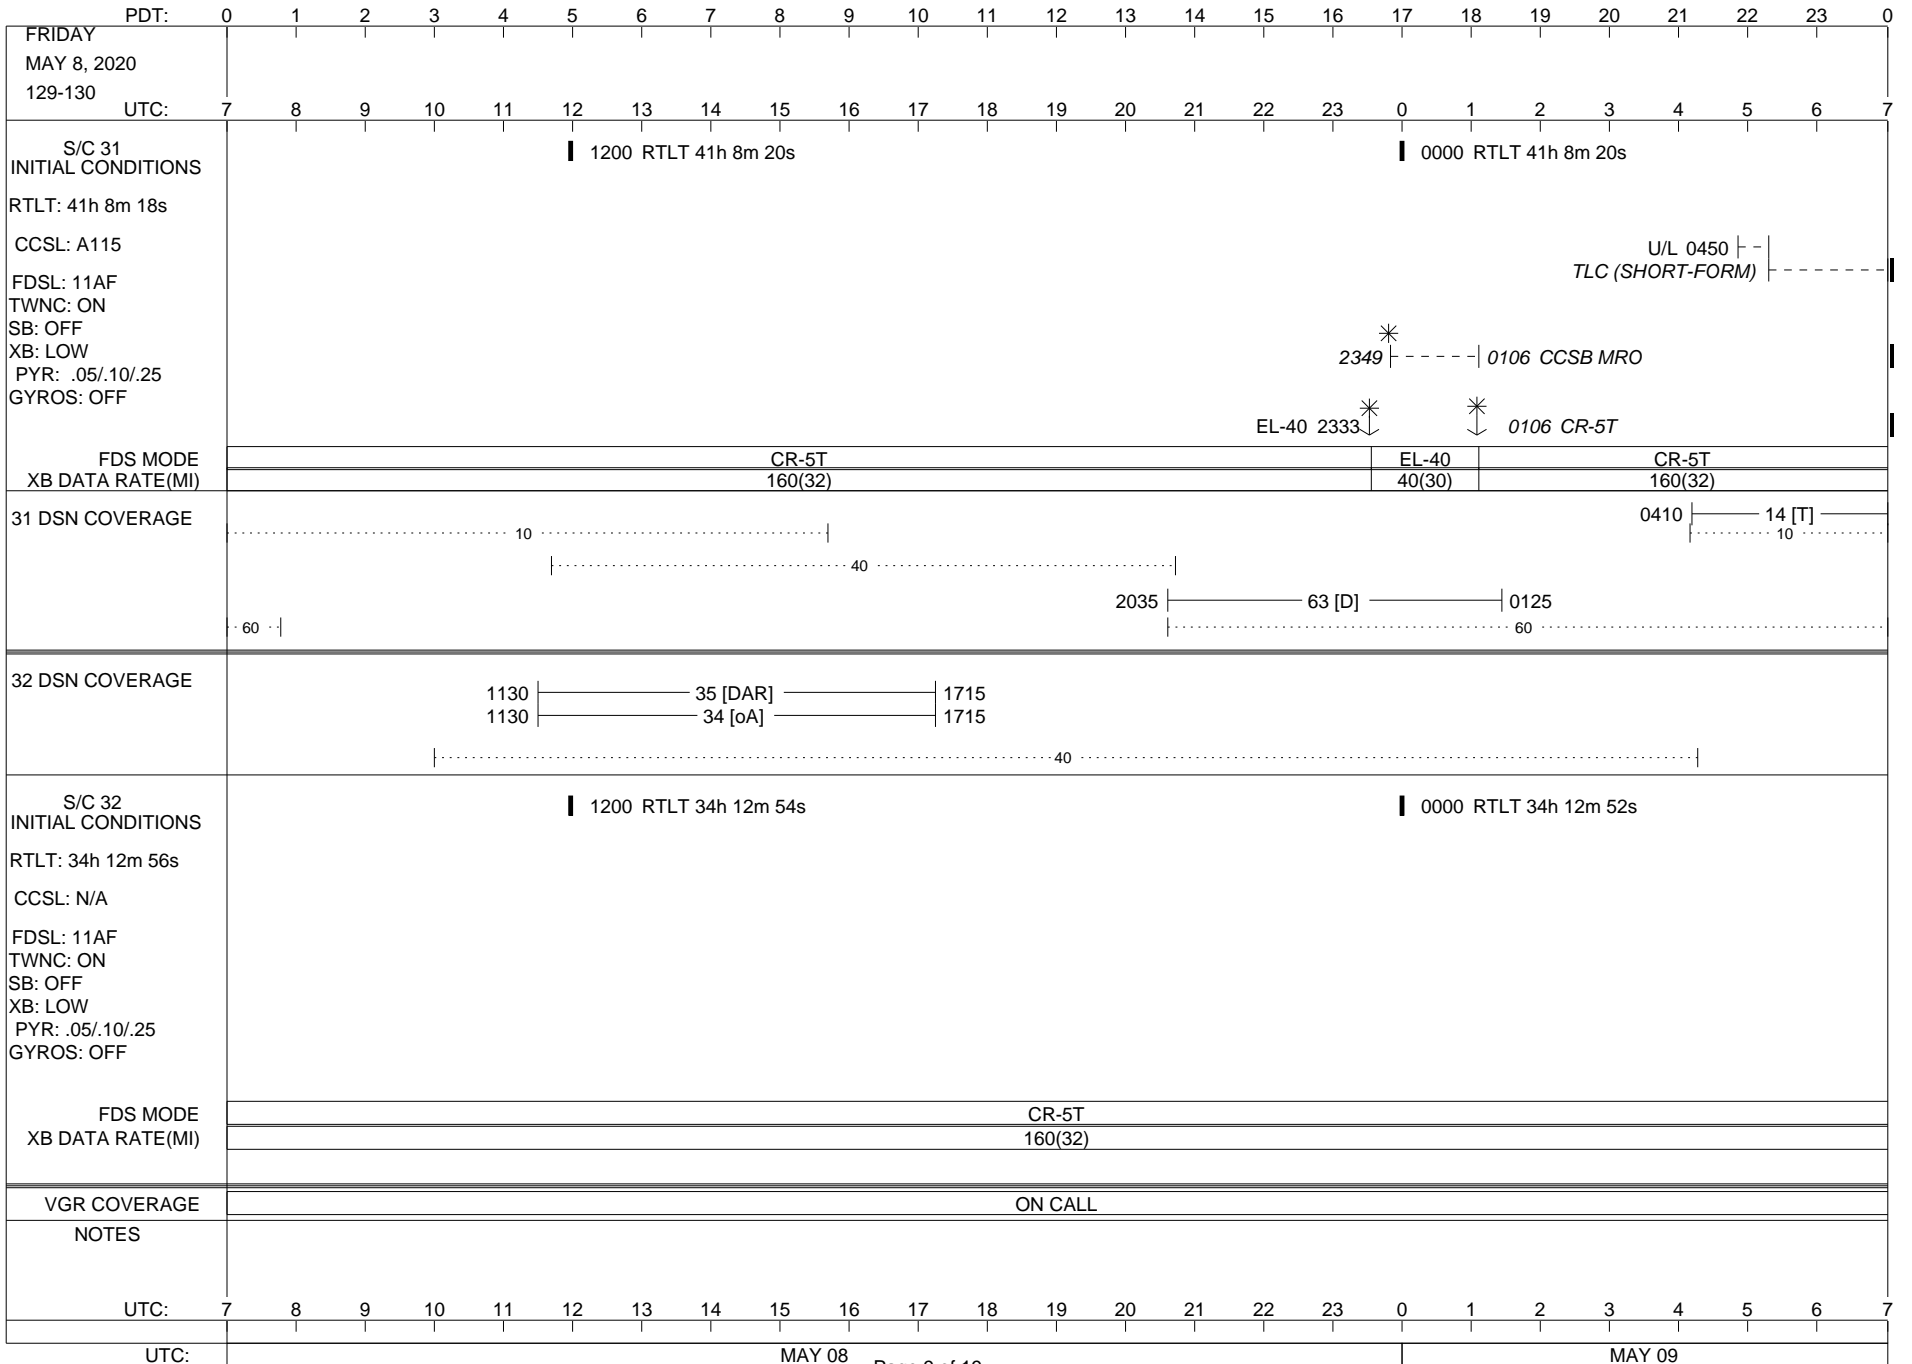 PDT: 0 1 2 3 4 5 6 7 8 9 10 11 12 13 14 15 16 17 18 19 20 21 22 23 0
FRIDAY
MAY 8, 2020
129-130
UTC: 7 8 9 10 11 12 13 14 15 16 17 18 19 20 21 22 23 0 1 2 3 4 5 6 7
S/C 31
INITIAL CONDITIONS
1200 RTLT 41h 8m 20s
0000 RTLT 41h 8m 20s
RTLT: 41h 8m 18s
CCSL: A115
U/L 0450
TLC (SHORT-FORM)
FDSL: 11AF
TWNC: ON
SB: OFF
XB: LOW
2349 0106 CCSB MRO
PYR: .05/.10/.25
GYROS: OFF
EL-40 2333 0106 CR-5T
FDS MODE CR-5T EL-40 CR-5T
XB DATA RATE(MI) 160(32) 40(30) 160(32)
31 DSN COVERAGE
0410 14 [T]
10 10
40
2035 63 [D] 0125
60 60
32 DSN COVERAGE
1130 35 [DAR] 1715
1130 34 [oA] 1715
40
S/C 32
INITIAL CONDITIONS
1200 RTLT 34h 12m 54s
0000 RTLT 34h 12m 52s
RTLT: 34h 12m 56s
CCSL: N/A
FDSL: 11AF
TWNC: ON
SB: OFF
XB: LOW
PYR: .05/.10/.25
GYROS: OFF
FDS MODE CR-5T
XB DATA RATE(MI) 160(32)
VGR COVERAGE ON CALL
NOTES
UTC: 7 8 9 10 11 12 13 14 15 16 17 18 19 20 21 22 23 0 1 2 3 4 5 6 7
UTC: MAY 08 MAY 09